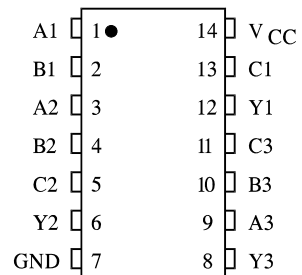 A1 1 14 VCC
B1 2 13 C1
A2 3 12 Y1
B2 4 11 C3
C2 5 10 B3
Y2 6 9 A3
GND 7 8 Y3